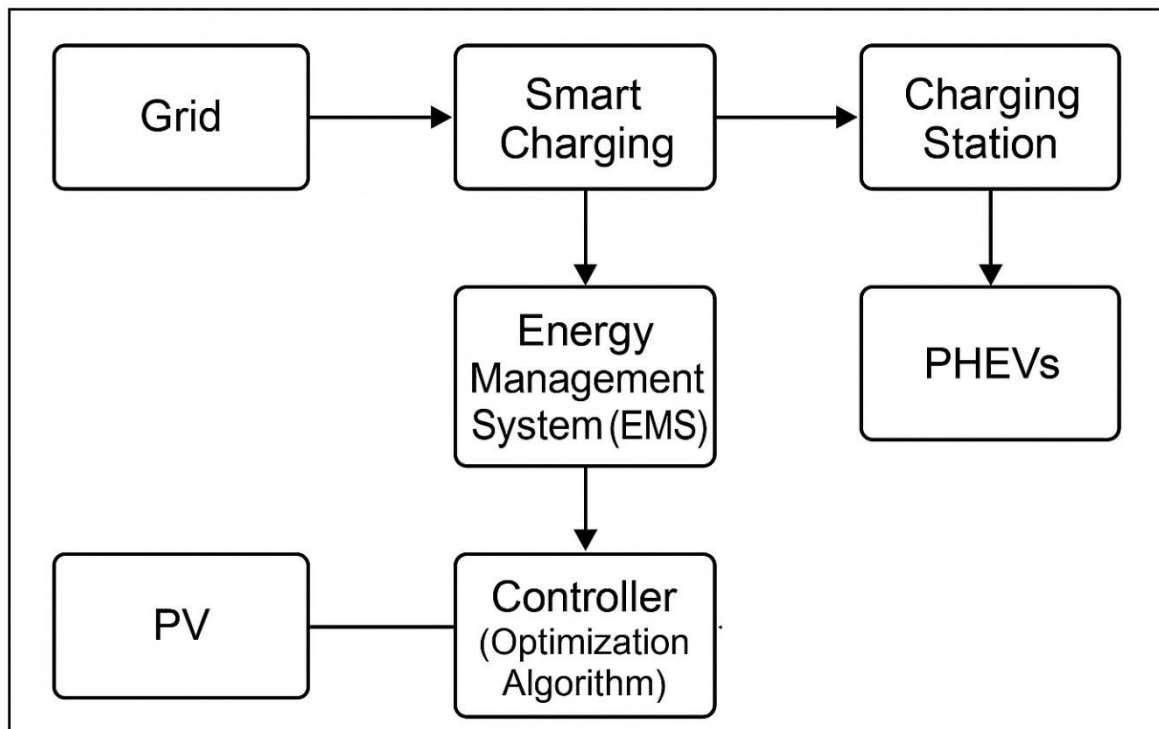 Grid
Smart
Charging
Charging
Station
Energy
Management
System (EMS)
PHEVs
PV
Controller
(Optimization
Algorithm)